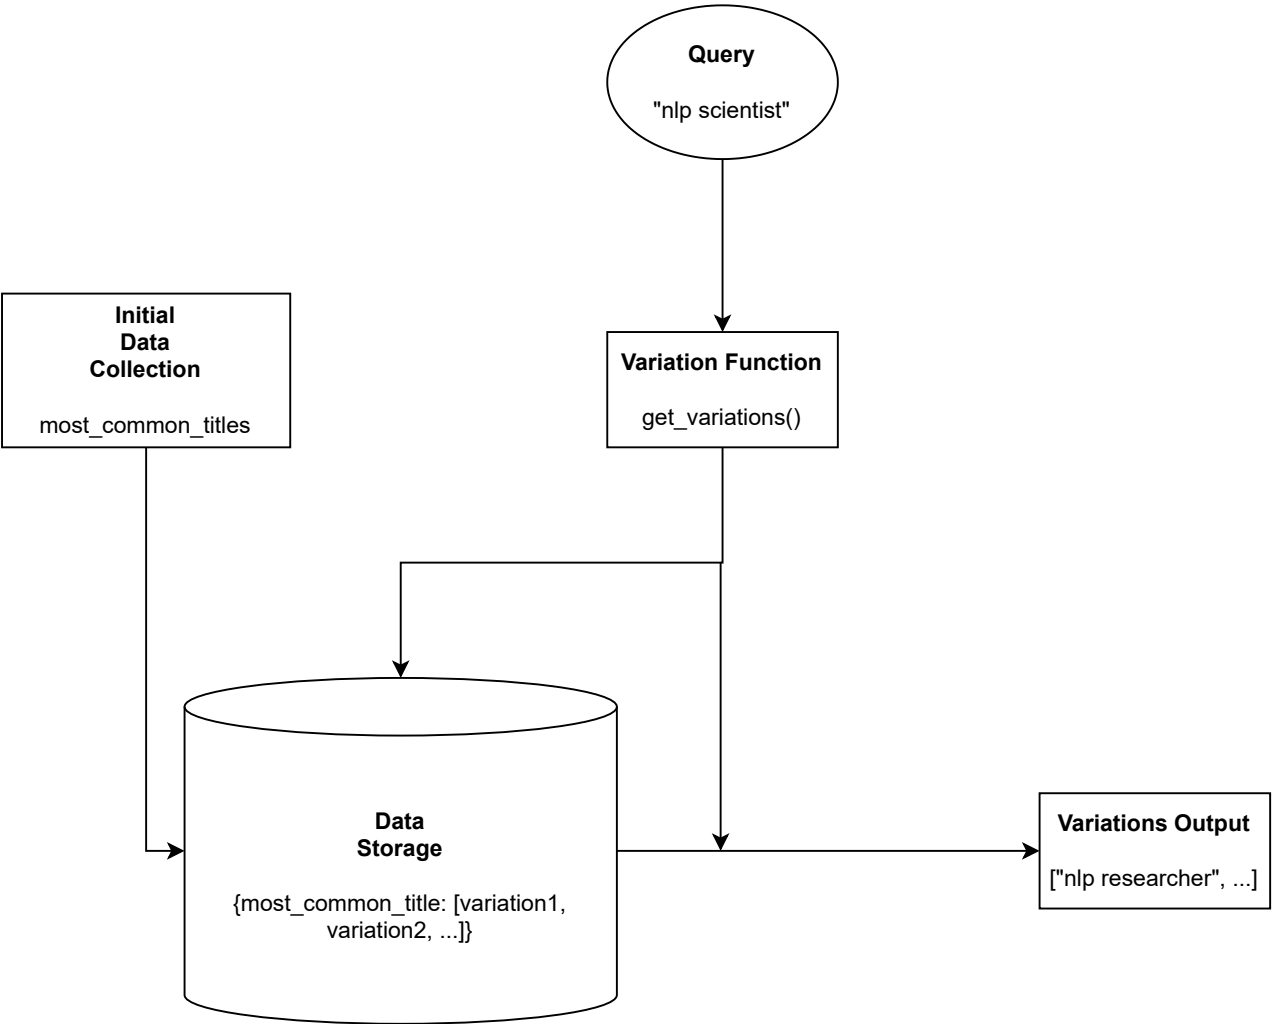 Query
"nlp scientist"
Initial
Data
Collection
most_common_titles
Variation Function
get_variations()
Data
Storage
{most_common_title: [variation1,
variation2, ...]}
Variations Output
["nlp researcher", ...]